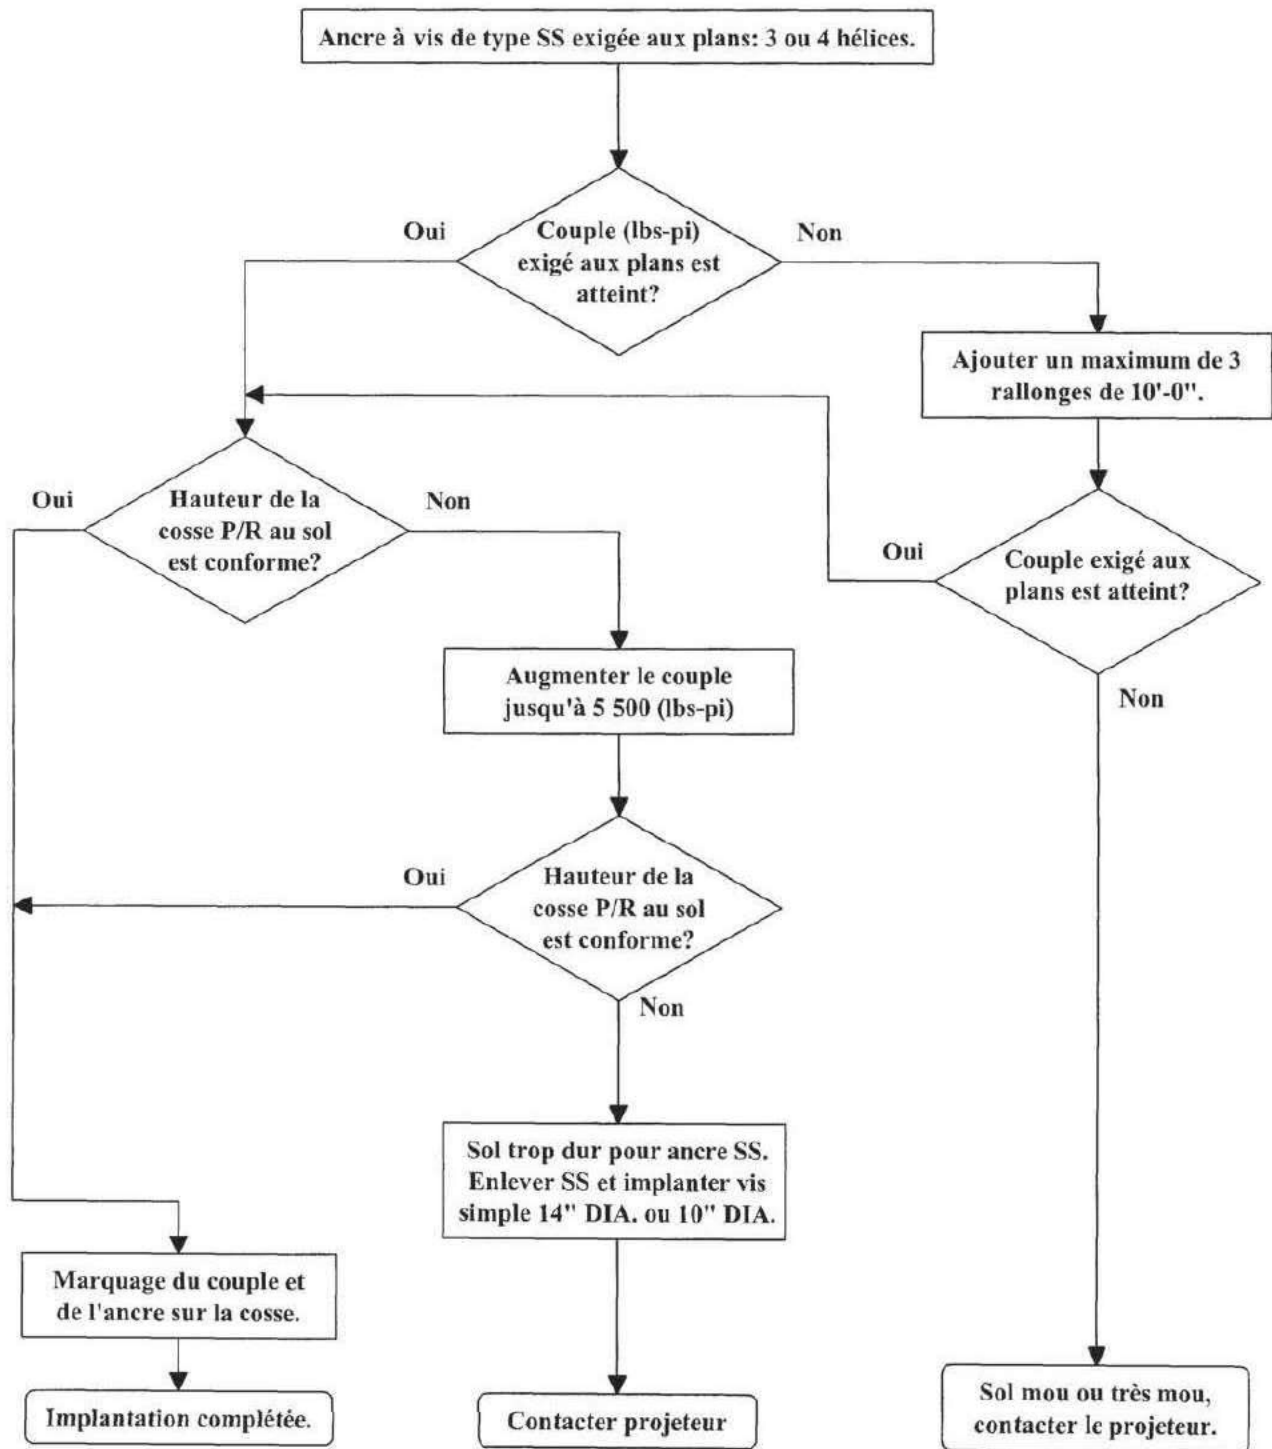 Ancre à vis de type SS exigée aux plans: 3 ou 4 hélices.
Oui
Couple (lbs-pi)
exigé aux plans est
atteint?
Non
Ajouter un maximum de 3
rallonges de 10'-0".
Oui
Hauteur de la
cosse P/R au sol
est conforme?
Non
Oui
Couple exigé aux
plans est atteint?
Non
Augmenter le couple
jusqu'à 5 500 (lbs-pi)
Oui
Hauteur de la
cosse P/R au sol
est conforme?
Non
Sol trop dur pour ancre SS.
Enlever SS et implanter vis
simple 14" DIA. ou 10" DIA.
Marquage du couple et
de l'ancre sur la cosse.
Implantation complétée.
Contacter projeteur
Sol mou ou très mou,
contacter le projeteur.